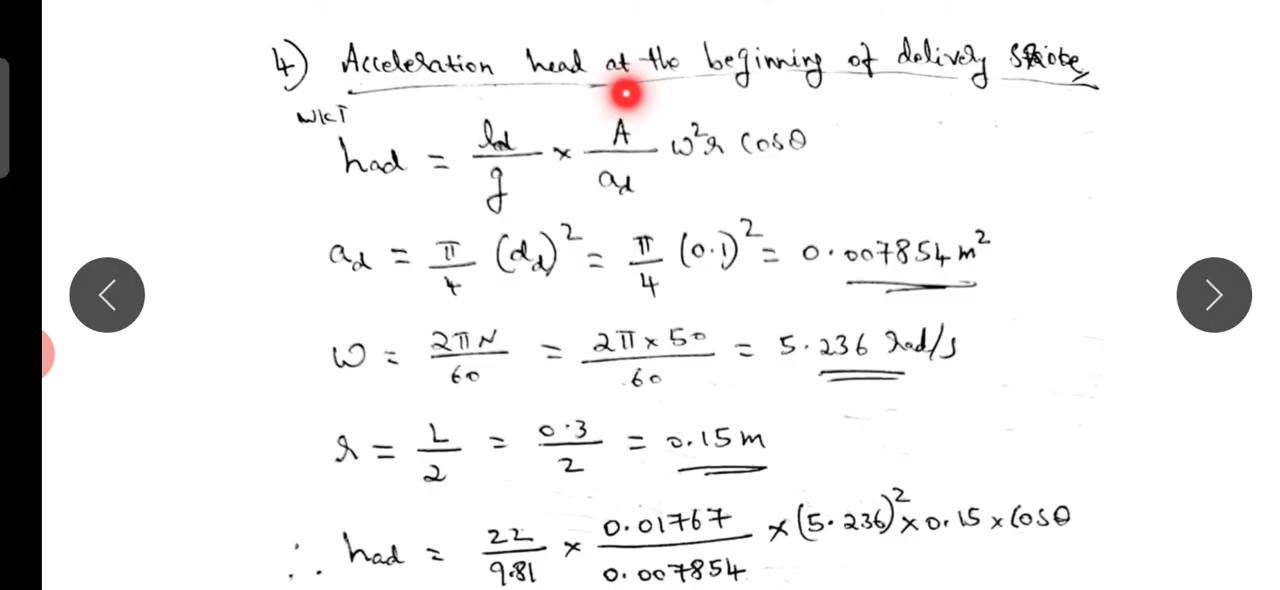 4) Acceleration head at the beginning of delivery stroke
WKT
had = ld/g × A/ad ω²r cosθ
ad = π/4 (dd)² = π/4 (0.1)² = 0.007854 m²
ω = 2πN/60 = 2π×50/60 = 5.236 rad/s
r = L/2 = 0.3/2 = 0.15m
∴ had = 22/9.81 × 0.01767/0.007854 × (5.236)² × 0.15 × Cosθ